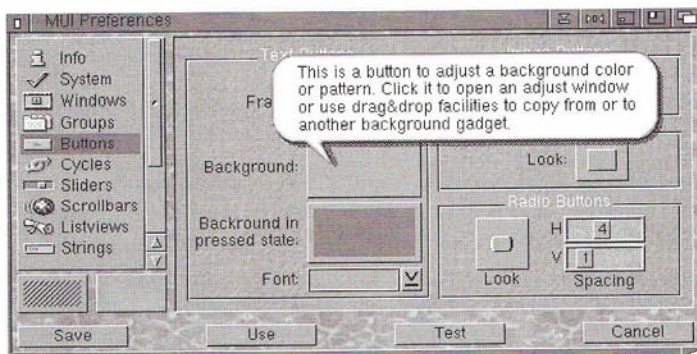 MUI Preferences
Info
System
Windows
Groups
Buttons
Cycles
Sliders
Scrollbars
Listviews
Strings
This is a button to adjust a background color
or pattern. Click it to open an adjust window
or use drag&drop facilities to copy from or to
another background gadget.
Background:
Backround in
pressed state:
Font:
Look:
Radio Buttons
H 4
V 1
Look
Spacing
Save
Use
Test
Cancel